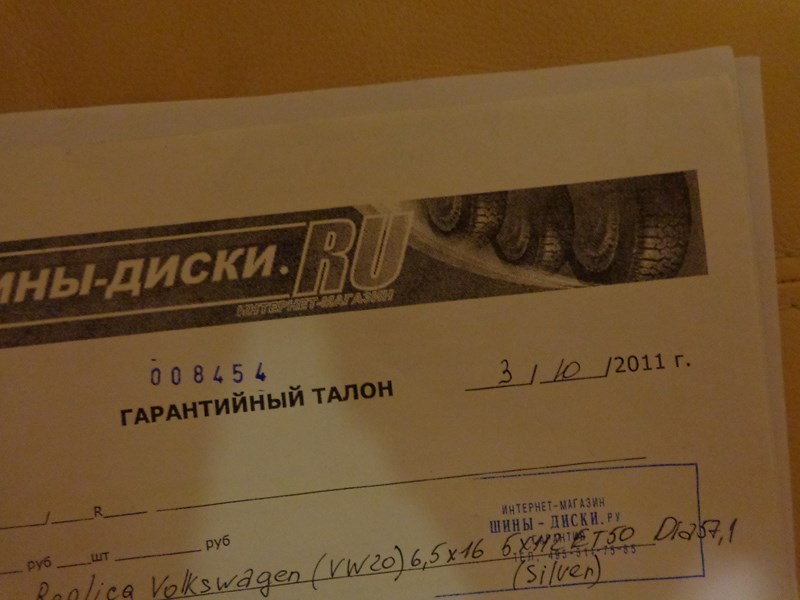 ИНЫ-ДИСКИ.RU
ИНТЕРНЕТ-МАГАЗИН
008454
ГАРАНТИЙНЫЙ ТАЛОН
3 / 10 /2011 г.
/ R
руб шт руб
ИНТЕРНЕТ-МАГАЗИН
ШИНЫ-ДИСКИ.РУ
Replica Volkswagen (VW20) 6,5x16 ET50 Dia57,1
(Silver)